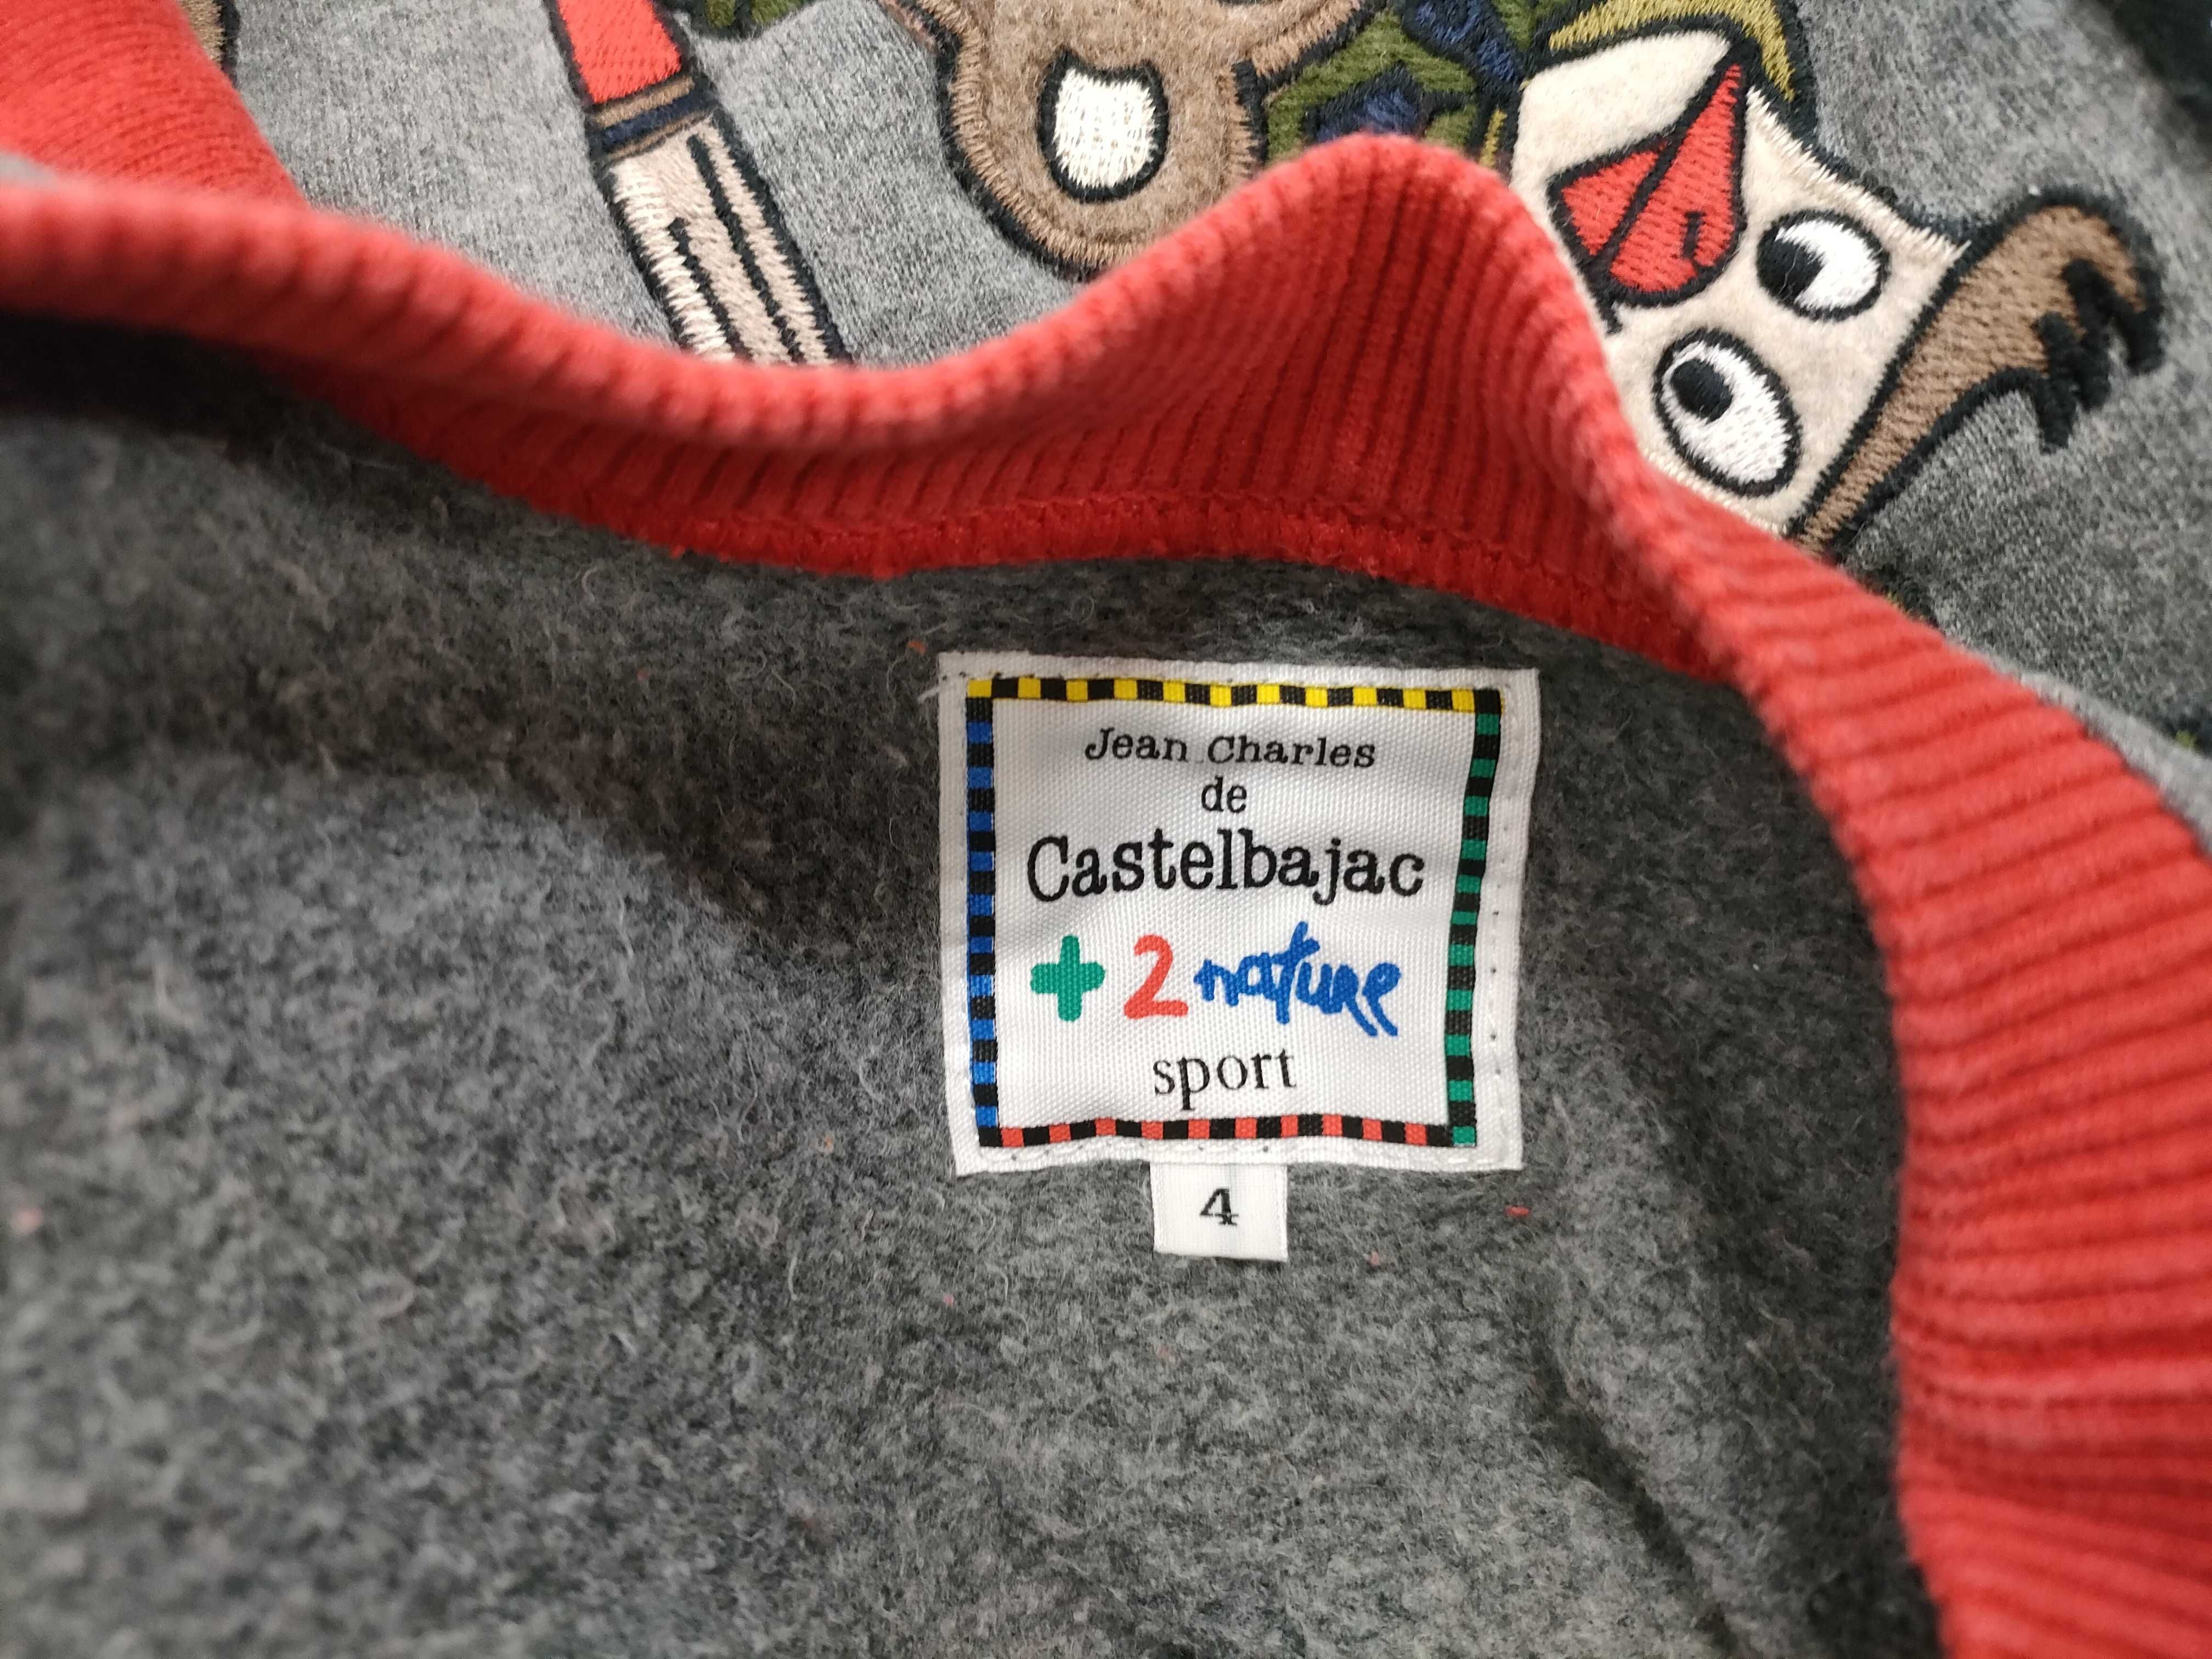 Jean Charles
de
Castelbajac
+ 2 nature
sport
4